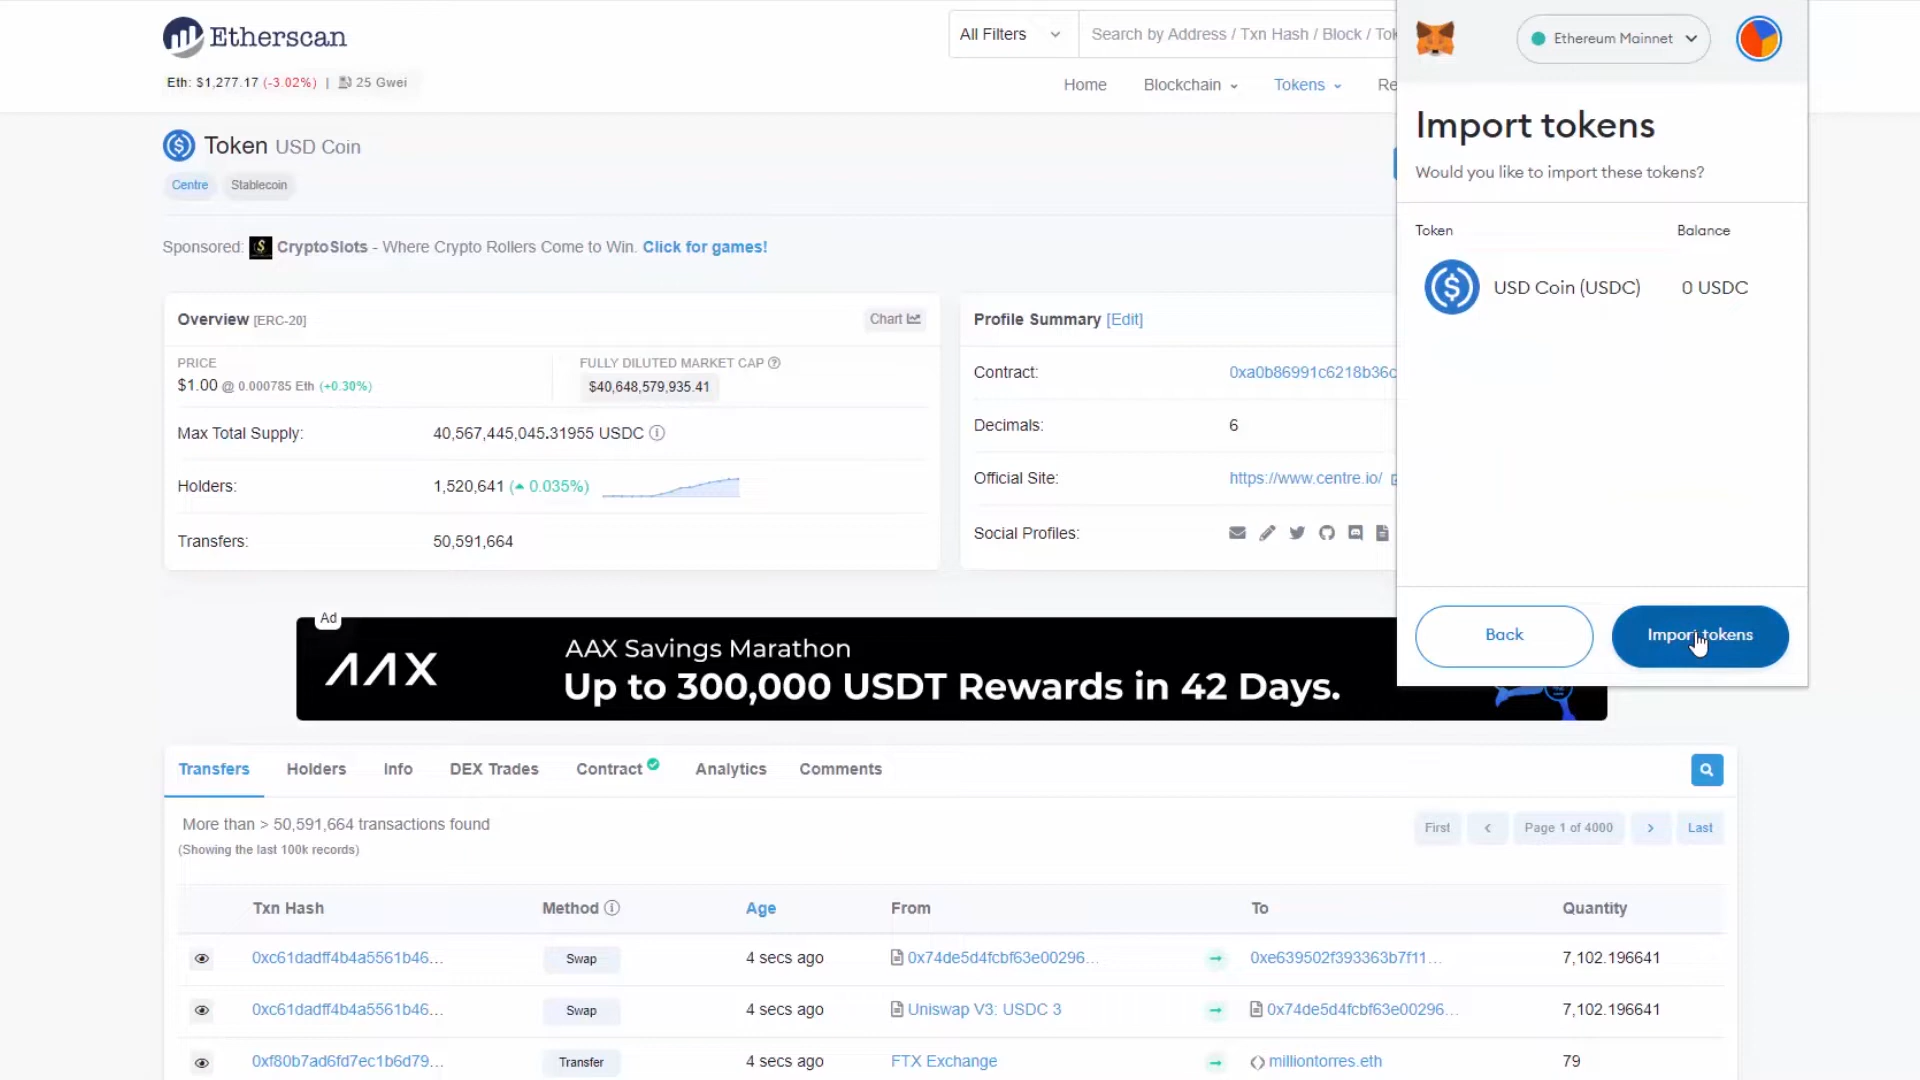 Etherscan
All Filters
Search by Address / Txn Hash / Block / Tok
Eth: $1,277.17 (-3.02%) | 25 Gwei
Home
Blockchain
Tokens
Re
Token USD Coin
Centre
Stablecoin
Sponsored: CryptoSlots - Where Crypto Rollers Come to Win. Click for games!
Overview [ERC-20]
Chart
PRICE
$1.00 @ 0.000785 Eth (+0.30%)
FULLY DILUTED MARKET CAP
$40,648,579,935.41
Max Total Supply:
40,567,445,045.31955 USDC
Holders:
1,520,641 (0.035%)
Transfers:
50,591,664
Profile Summary [Edit]
Contract:
0xa0b86991c6218b36c
Decimals:
6
Official Site:
https://www.centre.io/
Social Profiles:
Ethereum Mainnet
Import tokens
Would you like to import these tokens?
Token
Balance
USD Coin (USDC)
0 USDC
Back
Import tokens
Ad
AAX
AAX Savings Marathon
Up to 300,000 USDT Rewards in 42 Days.
Transfers
Holders
Info
DEX Trades
Contract
Analytics
Comments
More than > 50,591,664 transactions found
(Showing the last 100k records)
First
Page 1 of 4000
Last
Txn Hash
Method
Age
From
To
Quantity
0xc61dadff4b4a5561b46...
Swap
4 secs ago
0x74de5d4fcbf63e00296...
0xe639502f393363b7f11...
7,102.196641
0xc61dadff4b4a5561b46...
Swap
4 secs ago
Uniswap V3: USDC 3
0x74de5d4fcbf63e00296...
7,102.196641
0xf80b7ad6fd7ec1b6d79...
Transfer
4 secs ago
FTX Exchange
milliontorres.eth
79